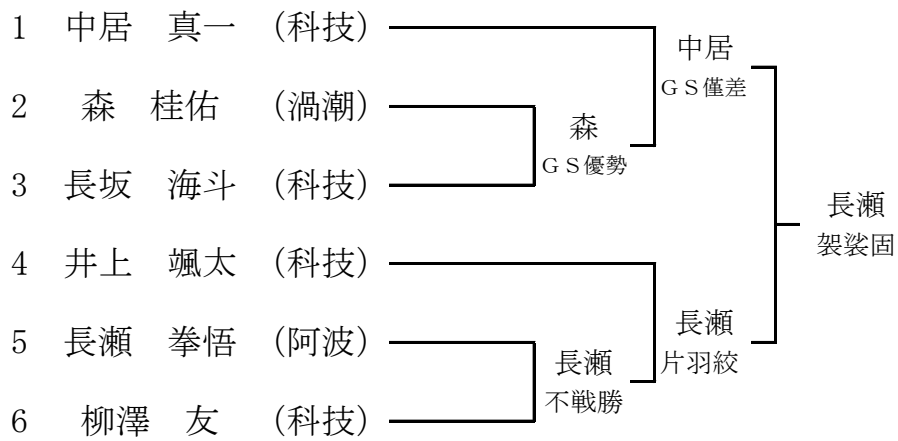 1 中居 真一 (科技)
2 森 桂佑 (渦潮)
3 長坂 海斗 (科技)
4 井上 颯太 (科技)
5 長瀬 拳悟 (阿波)
6 柳澤 友 (科技)
森
GS優勢
長瀬
不戦勝
中居
GS僅差
長瀬
片羽絞
長瀬
袈裟固